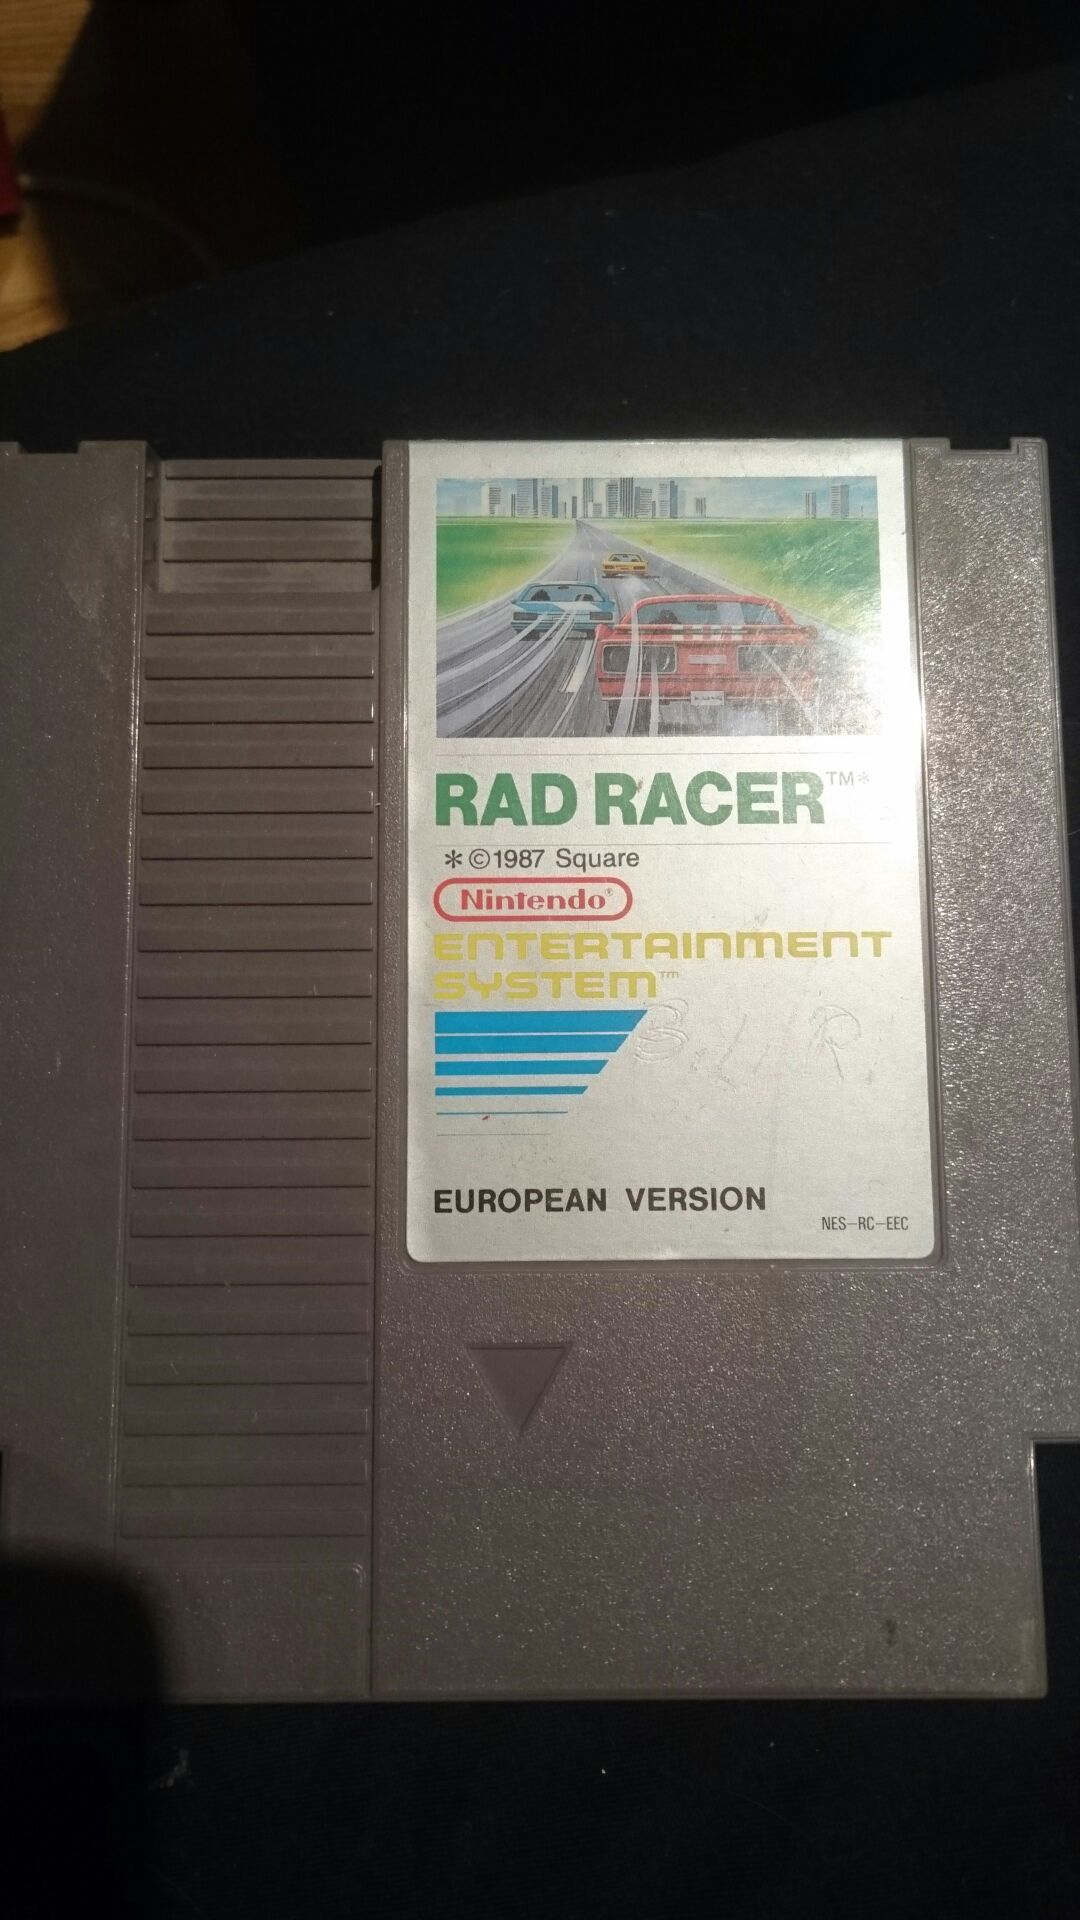 RAD RACER™*
*©1987 Square
Nintendo®
ENTERTAINMENT
SYSTEM™
EUROPEAN VERSION
NES-RC-EEC